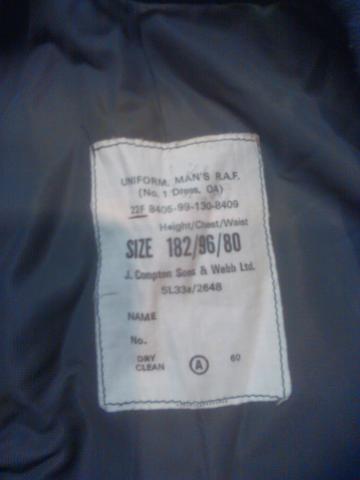 UNIFORM, MAN'S R.A.F.
(No. 1 Dress, OA)
22F 8405-99-130-8409
Height/Chest/Waist
SIZE 182/96/80
J. Compton Sons & Webb Ltd.
SL33a/2648
NAME
No.
DRY CLEAN
A
60